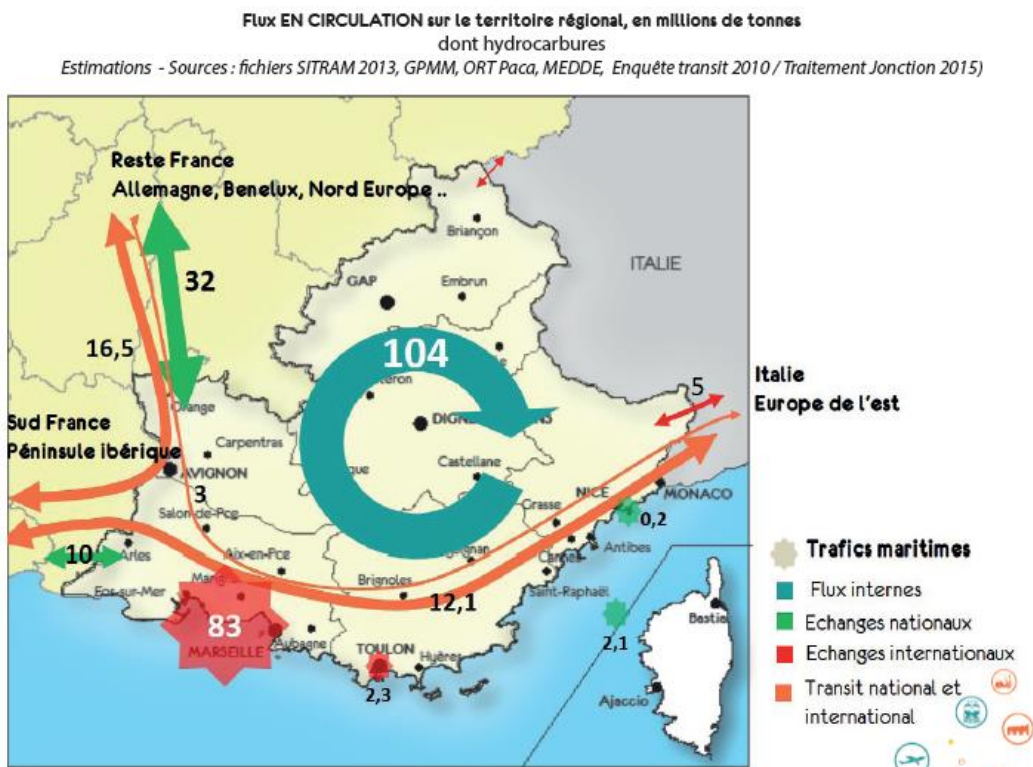 Flux EN CIRCULATION sur le territoire régional, en millions de tonnes
dont hydrocarbures
Estimations - Sources : fichiers SITRAM 2013, GPMM, ORT Paca, MEDDE, Enquête transit 2010 / Traitement Jonction 2015)
Reste France
Allemagne, Benelux, Nord Europe ..
Briançon
ITALIE
32
GAP
Embrun
16,5
104
5
Italie
Europe de l'est
Orange
Sud France
Péninsule ibérique
Carpentras
AVIGNON
Castellane
3
Salon-de-Pce
Grasse
NICE
MONACO
0,2
10
Arles
Aix-en-Pce
Cannes
Antibes
Trafics maritimes
Fos-sur-Mer
Brignoles
12,1
Saint-Raphaël
Flux internes
83
MARSEILLE
Aubagne
TOULON
Hyères
2,3
2,1
Bastia
Ajaccio
Echanges nationaux
Echanges internationaux
Transit national et
international